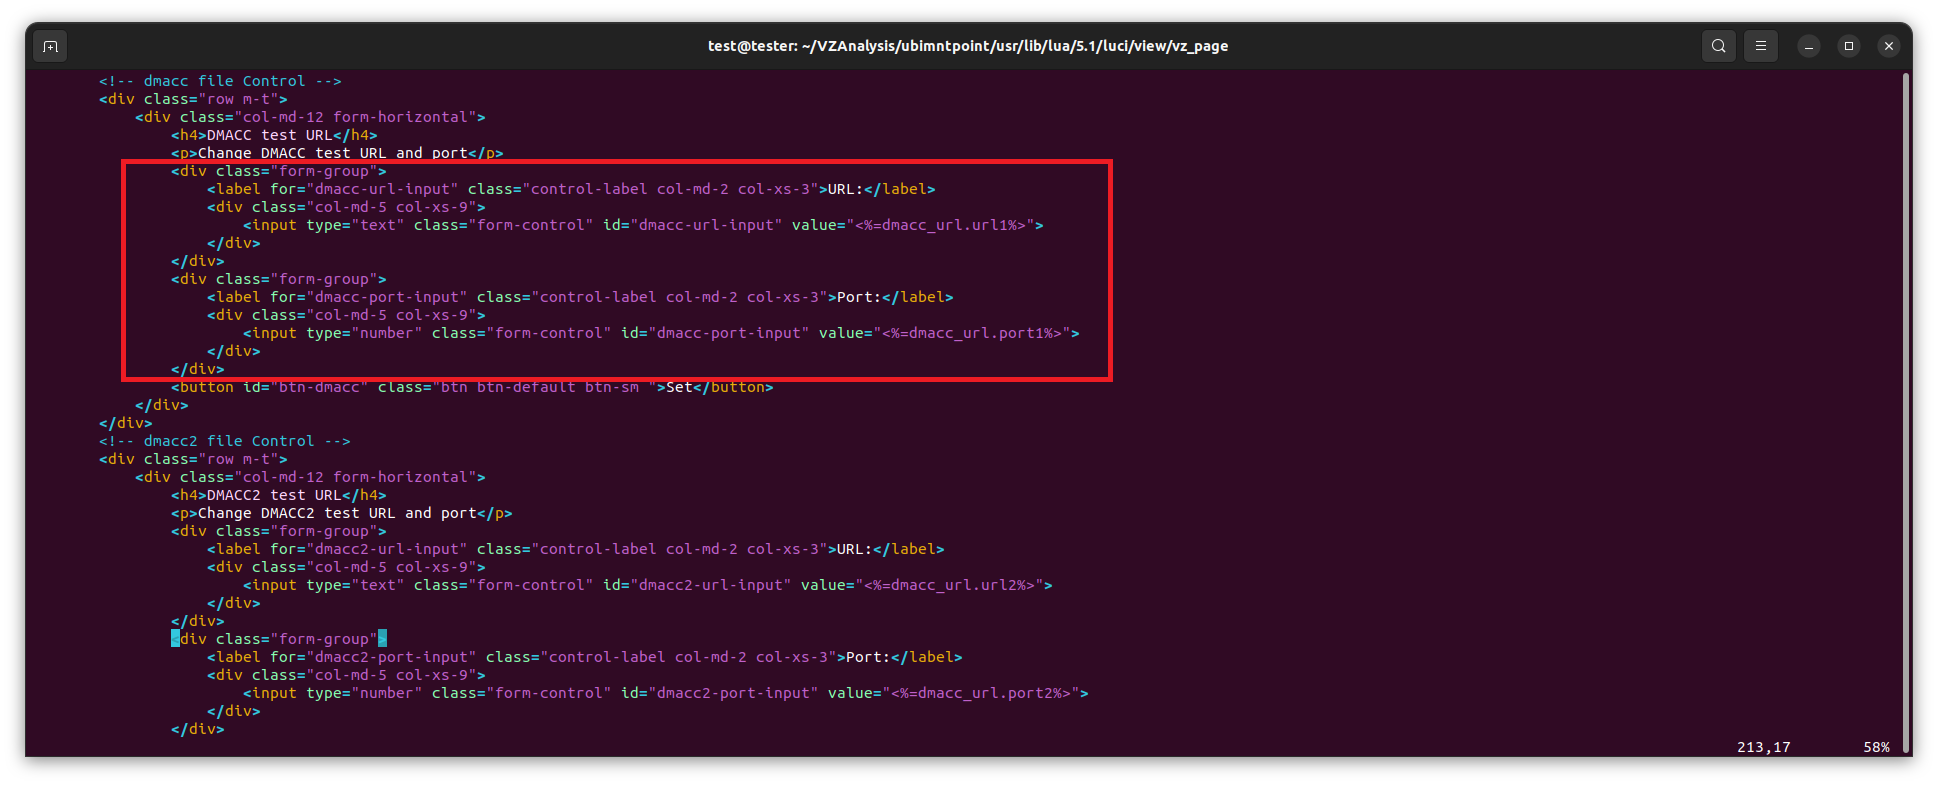 test@tester: ~/VZAnalysis/ubimntpoint/usr/lib/lua/5.1/luci/view/vz_page
<!-- dmacc file Control -->
<div class="row m-t">
<div class="col-md-12 form-horizontal">
<h4>DMACC test URL</h4>
<p>Change DMACC test URL and port</p>
<div class="form-group">
<label for="dmacc-url-input" class="control-label col-md-2 col-xs-3">URL:</label>
<div class="col-md-5 col-xs-9">
<input type="text" class="form-control" id="dmacc-url-input" value="<%=dmacc_url.url1%>">
</div>
</div>
<div class="form-group">
<label for="dmacc-port-input" class="control-label col-md-2 col-xs-3">Port:</label>
<div class="col-md-5 col-xs-9">
<input type="number" class="form-control" id="dmacc-port-input" value="<%=dmacc_url.port1%>">
</div>
</div>
<button id="btn-dmacc" class="btn btn-default btn-sm ">Set</button>
</div>
</div>
<!-- dmacc2 file Control -->
<div class="row m-t">
<div class="col-md-12 form-horizontal">
<h4>DMACC2 test URL</h4>
<p>Change DMACC2 test URL and port</p>
<div class="form-group">
<label for="dmacc2-url-input" class="control-label col-md-2 col-xs-3">URL:</label>
<div class="col-md-5 col-xs-9">
<input type="text" class="form-control" id="dmacc2-url-input" value="<%=dmacc_url.url2%>">
</div>
</div>
<div class="form-group">
<label for="dmacc2-port-input" class="control-label col-md-2 col-xs-3">Port:</label>
<div class="col-md-5 col-xs-9">
<input type="number" class="form-control" id="dmacc2-port-input" value="<%=dmacc_url.port2%>">
</div>
</div>
213,17 58%